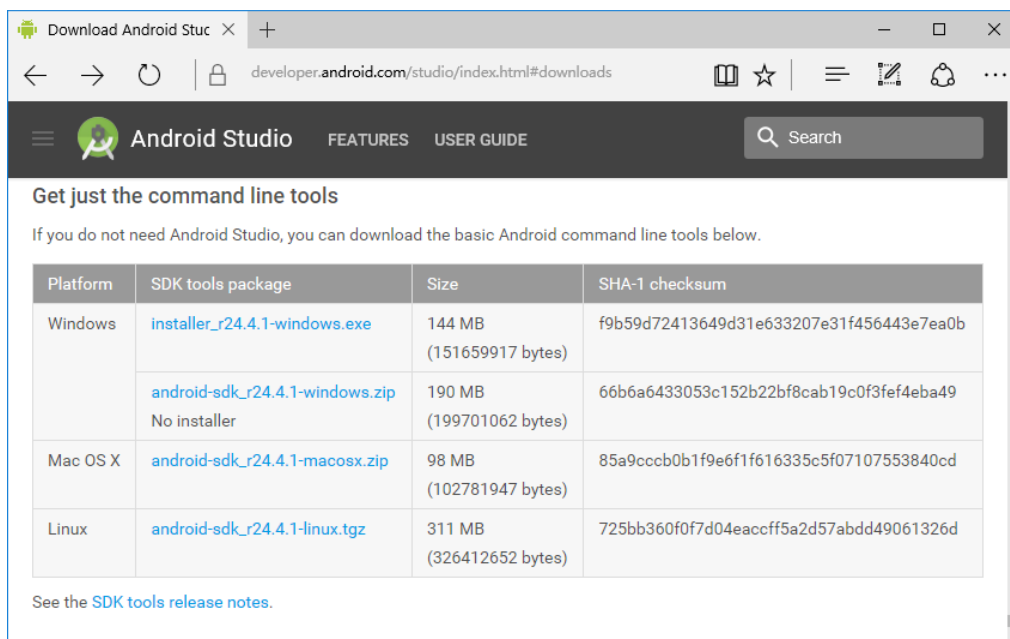 Download Android Stuc
developer.android.com/studio/index.html#downloads
Android Studio FEATURES USER GUIDE Search
Get just the command line tools
If you do not need Android Studio, you can download the basic Android command line tools below.
Platform SDK tools package Size SHA-1 checksum
Windows installer_r24.4.1-windows.exe 144 MB f9b59d72413649d31e633207e31f456443e7ea0b
(151659917 bytes)
android-sdk_r24.4.1-windows.zip 190 MB 66b6a6433053c152b22bf8cab19c0f3fef4eba49
No installer (199701062 bytes)
Mac OS X android-sdk_r24.4.1-macosx.zip 98 MB 85a9cccb0b1f9e6f1f616335c5f07107553840cd
(102781947 bytes)
Linux android-sdk_r24.4.1-linux.tgz 311 MB 725bb360f0f7d04eaccff5a2d57abdd49061326d
(326412652 bytes)
See the SDK tools release notes.